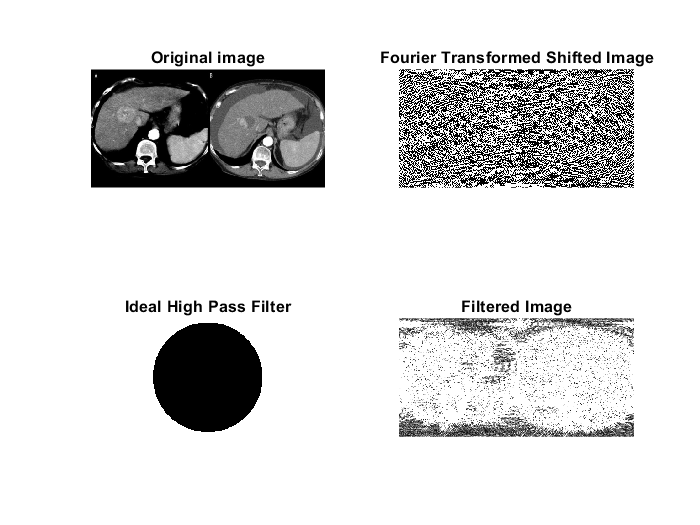 Original image
Fourier Transformed Shifted Image
B
Ideal High Pass Filter
Filtered Image